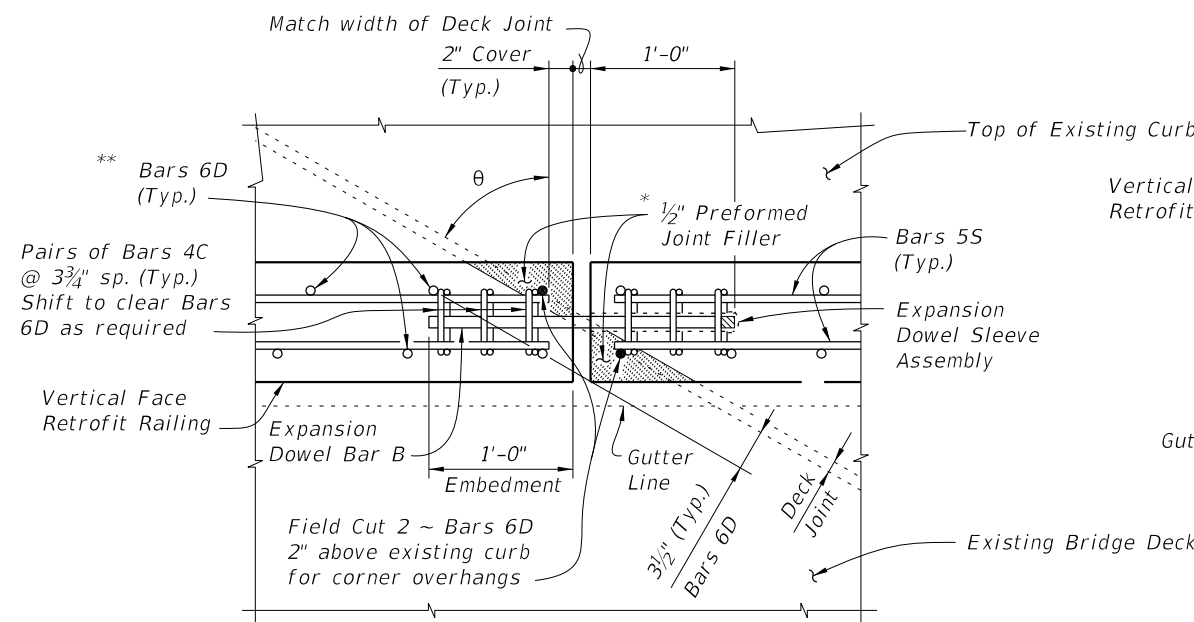 Match width of Deck Joint
2" Cover
(Typ.)
1'-0"
Top of Existing Curb
** Bars 6D
(Typ.)
θ
Vertical
Retrofit
* ½" Preformed
Joint Filler
Pairs of Bars 4C
@ 3¾" sp. (Typ.)
Shift to clear Bars
6D as required
Bars 5S
(Typ.)
Expansion
Dowel Sleeve
Assembly
Vertical Face
Retrofit Railing
Expansion
Dowel Bar B
1'-0"
Embedment
Gutter
Line
Gut
3½" (Typ.)
Bars 6D
Deck
Joint
Field Cut 2 ~ Bars 6D
2" above existing curb
for corner overhangs
Existing Bridge Deck